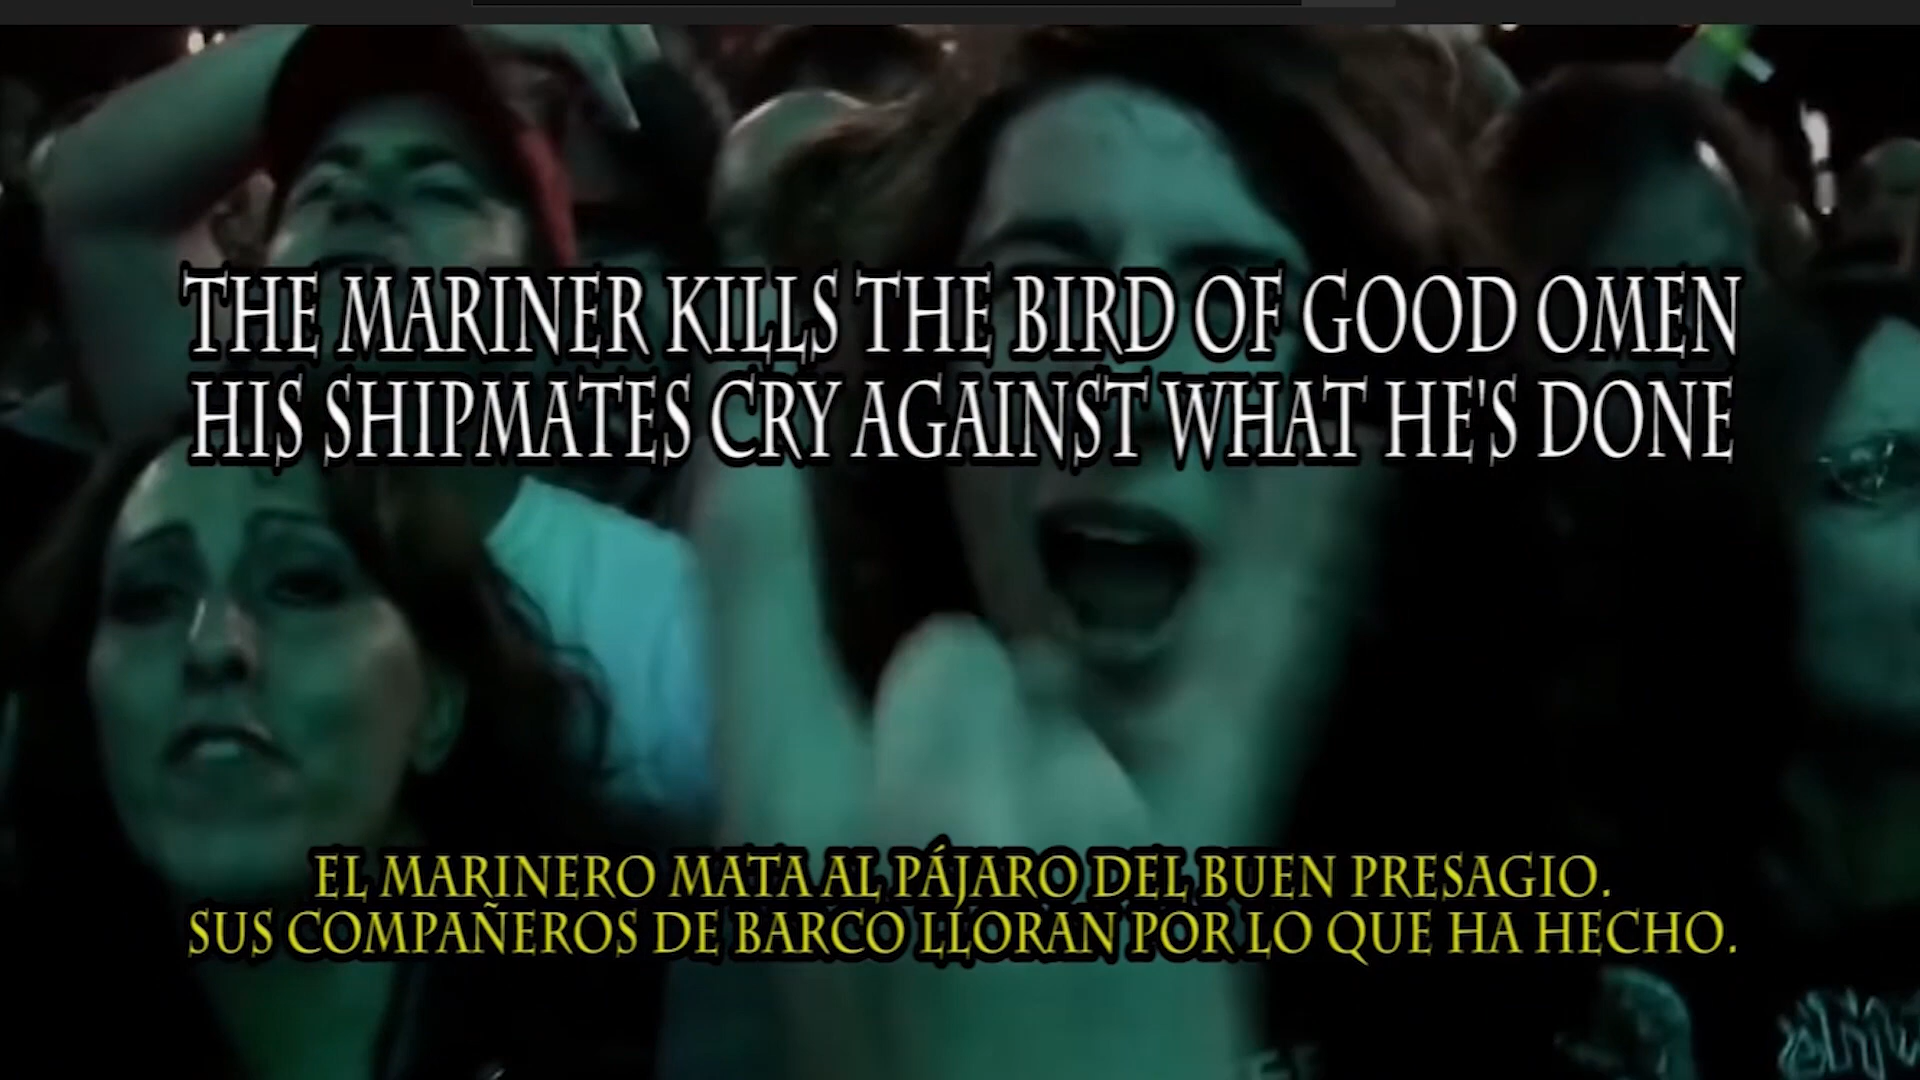 THE MARINER KILLS THE BIRD OF GOOD OMEN
HIS SHIPMATES CRY AGAINST WHAT HE'S DONE
EL MARINERO MATA AL PÁJARO DEL BUEN PRESAGIO.
SUS COMPAÑEROS DE BARCO LLORAN POR LO QUE HA HECHO.